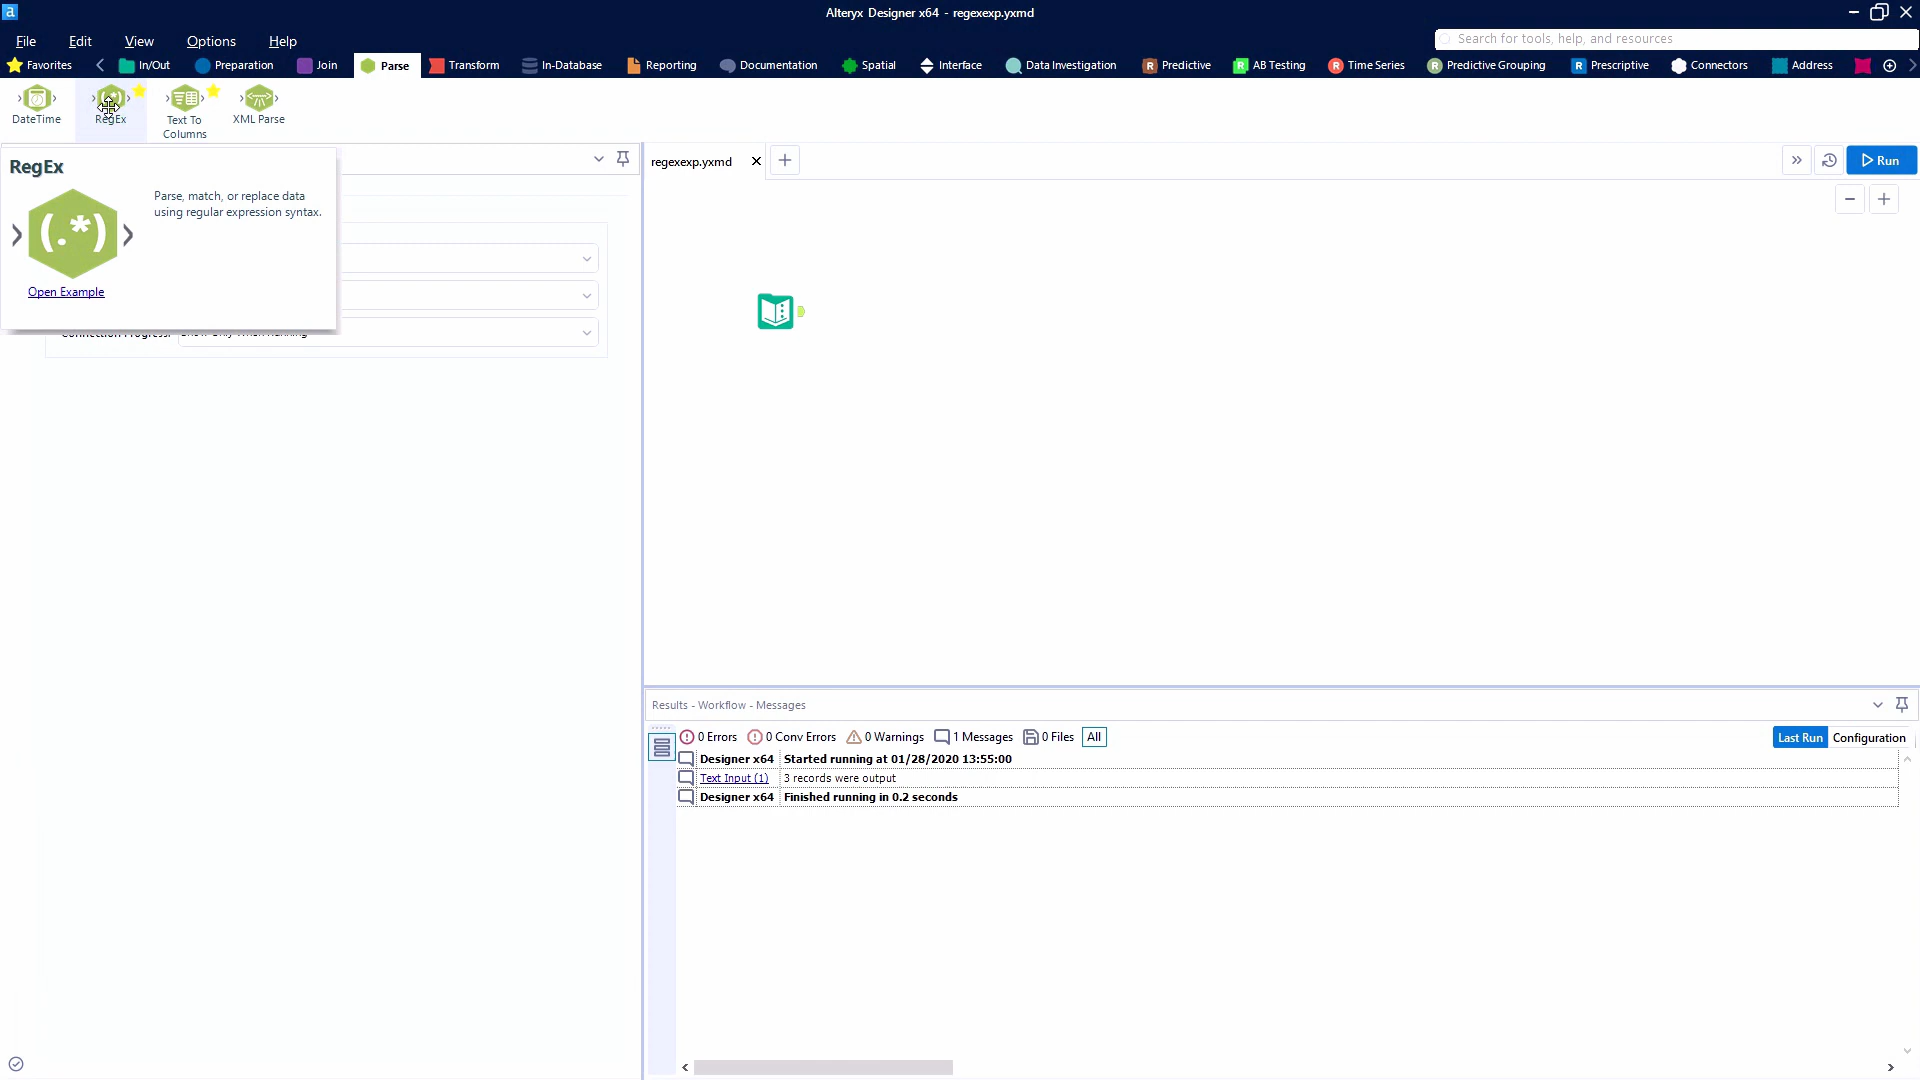 Alteryx Designer x64 - regexexp.yxmd
File Edit View Options Help
Search for tools, help, and resources
Favorites In/Out Preparation Join Parse Transform In-Database Reporting Documentation Spatial Interface Data Investigation Predictive AB Testing Time Series Predictive Grouping Prescriptive Connectors Address
DateTime RegEx Text To Columns XML Parse
RegEx
Parse, match, or replace data
using regular expression syntax.
(.*)
Open Example
regexexp.yxmd
Run
Results - Workflow - Messages
0 Errors 0 Conv Errors 0 Warnings 1 Messages 0 Files All
Last Run Configuration
Designer x64 Started running at 01/28/2020 13:55:00
Text Input (1) 3 records were output
Designer x64 Finished running in 0.2 seconds